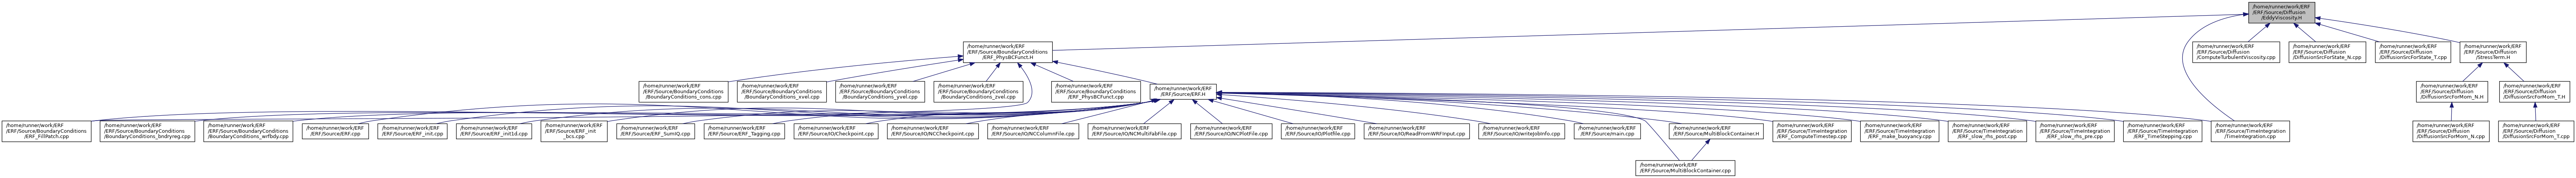 /home/runner/work/ERF
/ERF/Source/Diffusion
/EddyViscosity.H
/home/runner/work/ERF
/ERF/Source/BoundaryConditions
/ERF_PhysBCFunct.H
/home/runner/work/ERF
/ERF/Source/Diffusion
/ComputeTurbulentViscosity.cpp
/home/runner/work/ERF
/ERF/Source/Diffusion
/DiffusionSrcForState_N.cpp
/home/runner/work/ERF
/ERF/Source/Diffusion
/DiffusionSrcForState_T.cpp
/home/runner/work/ERF
/ERF/Source/Diffusion
/StressTerm.H
/home/runner/work/ERF
/ERF/Source/BoundaryConditions
/BoundaryConditions_cons.cpp
/home/runner/work/ERF
/ERF/Source/BoundaryConditions
/BoundaryConditions_xvel.cpp
/home/runner/work/ERF
/ERF/Source/BoundaryConditions
/BoundaryConditions_yvel.cpp
/home/runner/work/ERF
/ERF/Source/BoundaryConditions
/BoundaryConditions_zvel.cpp
/home/runner/work/ERF
/ERF/Source/BoundaryConditions
/ERF_PhysBCFunct.cpp
/home/runner/work/ERF
/ERF/Source/ERF.H
/home/runner/work/ERF
/ERF/Source/Diffusion
/DiffusionSrcForMom_N.H
/home/runner/work/ERF
/ERF/Source/Diffusion
/DiffusionSrcForMom_T.H
/home/runner/work/ERF
/ERF/Source/BoundaryConditions
/ERF_FillPatch.cpp
/home/runner/work/ERF
/ERF/Source/BoundaryConditions
/BoundaryConditions_bndryreg.cpp
/home/runner/work/ERF
/ERF/Source/BoundaryConditions
/BoundaryConditions_wrfbdy.cpp
/home/runner/work/ERF
/ERF/Source/ERF.cpp
/home/runner/work/ERF
/ERF/Source/ERF_init.cpp
/home/runner/work/ERF
/ERF/Source/ERF_init1d.cpp
/home/runner/work/ERF
/ERF/Source/ERF_init
_bcs.cpp
/home/runner/work/ERF
/ERF/Source/ERF_SumIQ.cpp
/home/runner/work/ERF
/ERF/Source/ERF_Tagging.cpp
/home/runner/work/ERF
/ERF/Source/IO/Checkpoint.cpp
/home/runner/work/ERF
/ERF/Source/IO/NCCheckpoint.cpp
/home/runner/work/ERF
/ERF/Source/IO/NCColumnFile.cpp
/home/runner/work/ERF
/ERF/Source/IO/NCMultiFabFile.cpp
/home/runner/work/ERF
/ERF/Source/IO/NCPlotFile.cpp
/home/runner/work/ERF
/ERF/Source/IO/Plotfile.cpp
/home/runner/work/ERF
/ERF/Source/IO/ReadFromWRFInput.cpp
/home/runner/work/ERF
/ERF/Source/IO/writeJobInfo.cpp
/home/runner/work/ERF
/ERF/Source/main.cpp
/home/runner/work/ERF
/ERF/Source/MultiBlockContainer.H
/home/runner/work/ERF
/ERF/Source/TimeIntegration
/ERF_ComputeTimestep.cpp
/home/runner/work/ERF
/ERF/Source/TimeIntegration
/ERF_make_buoyancy.cpp
/home/runner/work/ERF
/ERF/Source/TimeIntegration
/ERF_slow_rhs_post.cpp
/home/runner/work/ERF
/ERF/Source/TimeIntegration
/ERF_slow_rhs_pre.cpp
/home/runner/work/ERF
/ERF/Source/TimeIntegration
/ERF_TimeStepping.cpp
/home/runner/work/ERF
/ERF/Source/TimeIntegration
/TimeIntegration.cpp
/home/runner/work/ERF
/ERF/Source/Diffusion
/DiffusionSrcForMom_N.cpp
/home/runner/work/ERF
/ERF/Source/Diffusion
/DiffusionSrcForMom_T.cpp
/home/runner/work/ERF
/ERF/Source/MultiBlockContainer.cpp